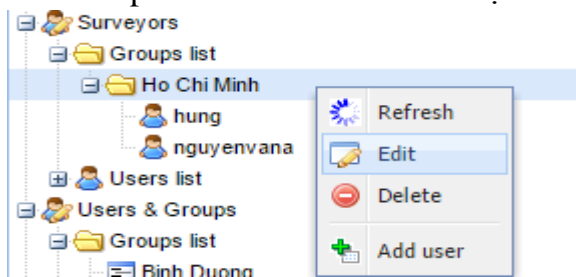 Surveyors
Groups list
Ho Chi Minh
hung
nguyenvana
Users list
Users & Groups
Groups list
Binh Duong
Refresh
Edit
Delete
Add user